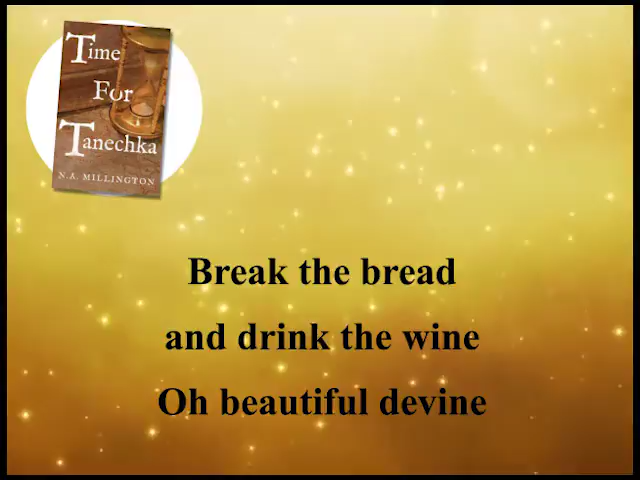 Time
For
Tanechka
N.A. MILLINGTON
Break the bread
and drink the wine
Oh beautiful devine